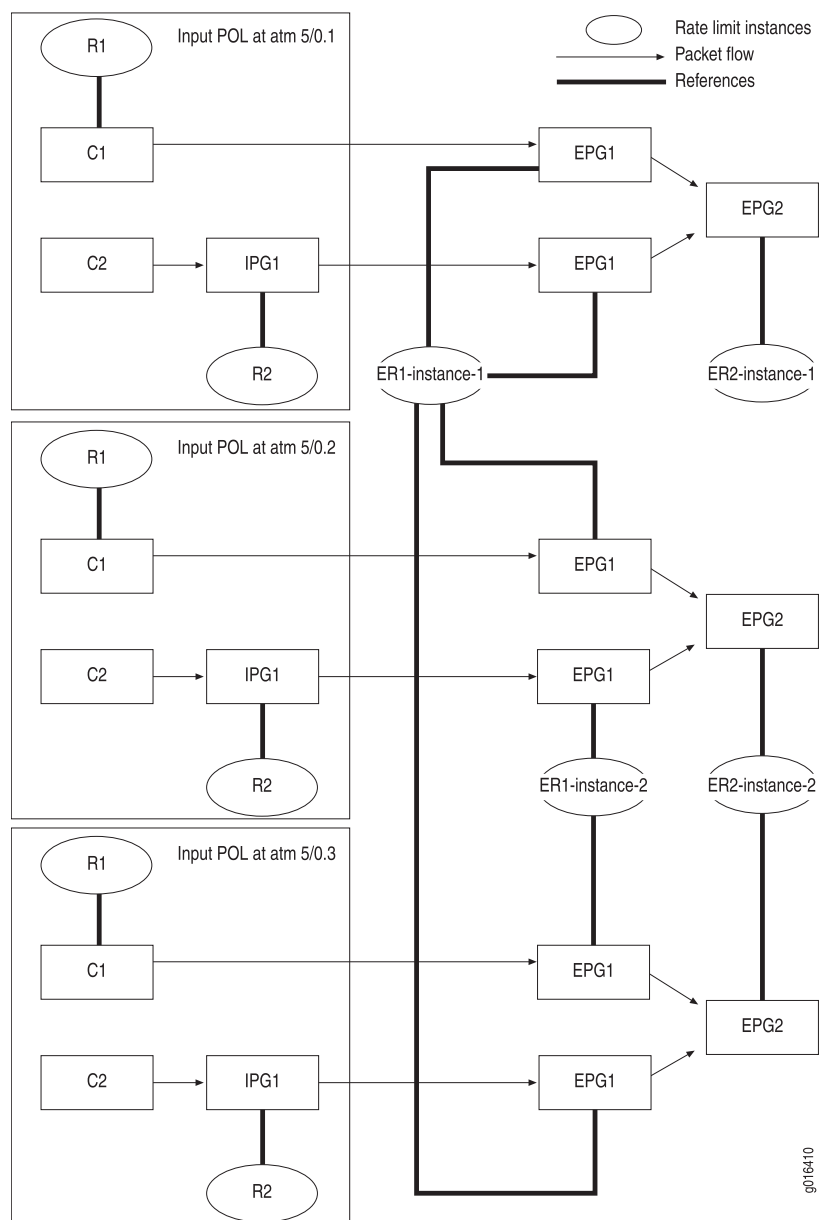 Input POL at atm 5/0.1
Rate limit instances
Packet flow
References
R1
C1
EPG1
EPG2
C2
IPG1
EPG1
R2
ER1-instance-1
ER2-instance-1
Input POL at atm 5/0.2
R1
C1
EPG1
EPG2
C2
IPG1
EPG1
R2
ER1-instance-2
ER2-instance-2
Input POL at atm 5/0.3
R1
C1
EPG1
EPG2
C2
IPG1
EPG1
R2
g016410